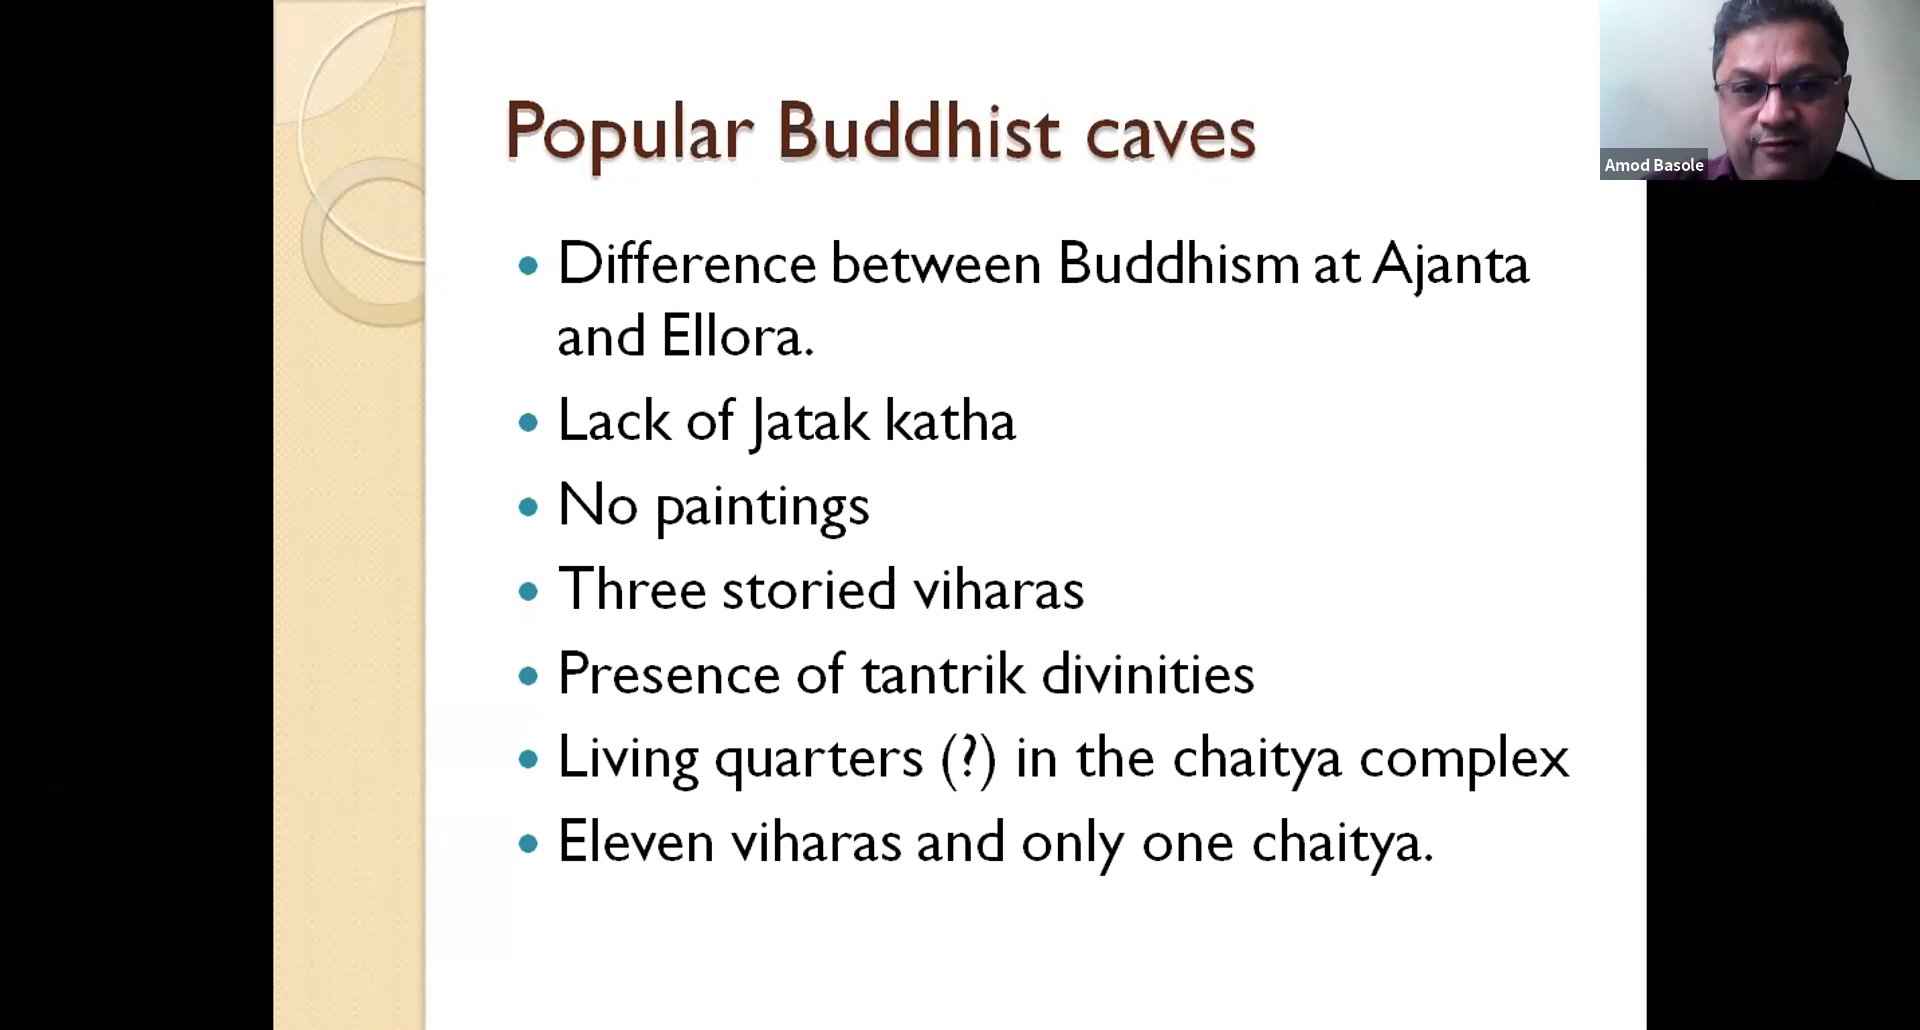 Popular Buddhist caves
Amod Basole
• Difference between Buddhism at Ajanta
and Ellora.
• Lack of Jatak katha
• No paintings
• Three storied viharas
• Presence of tantrik divinities
• Living quarters (?) in the chaitya complex
• Eleven viharas and only one chaitya.